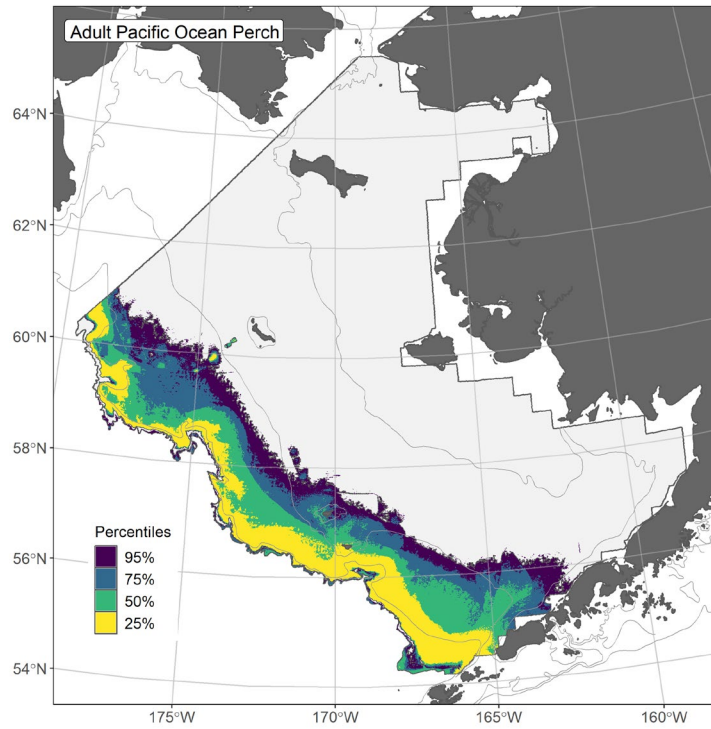 Adult Pacific Ocean Perch
64°N
62°N
60°N
58°N
56°N
54°N
Percentiles
95%
75%
50%
25%
175°W
170°W
165°W
160°W